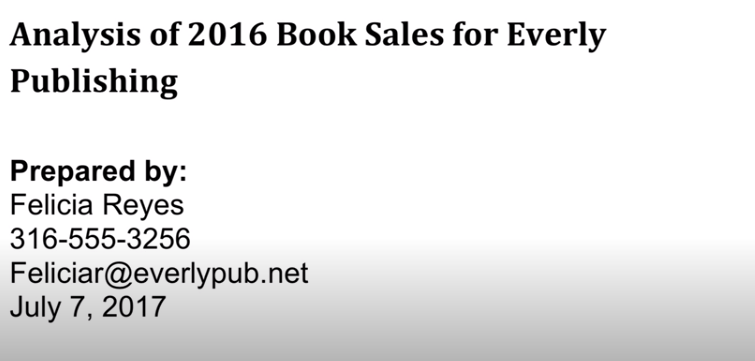 Analysis of 2016 Book Sales for Everly
Publishing
Prepared by:
Felicia Reyes
316-555-3256
Feliciar@everlypub.net
July 7, 2017